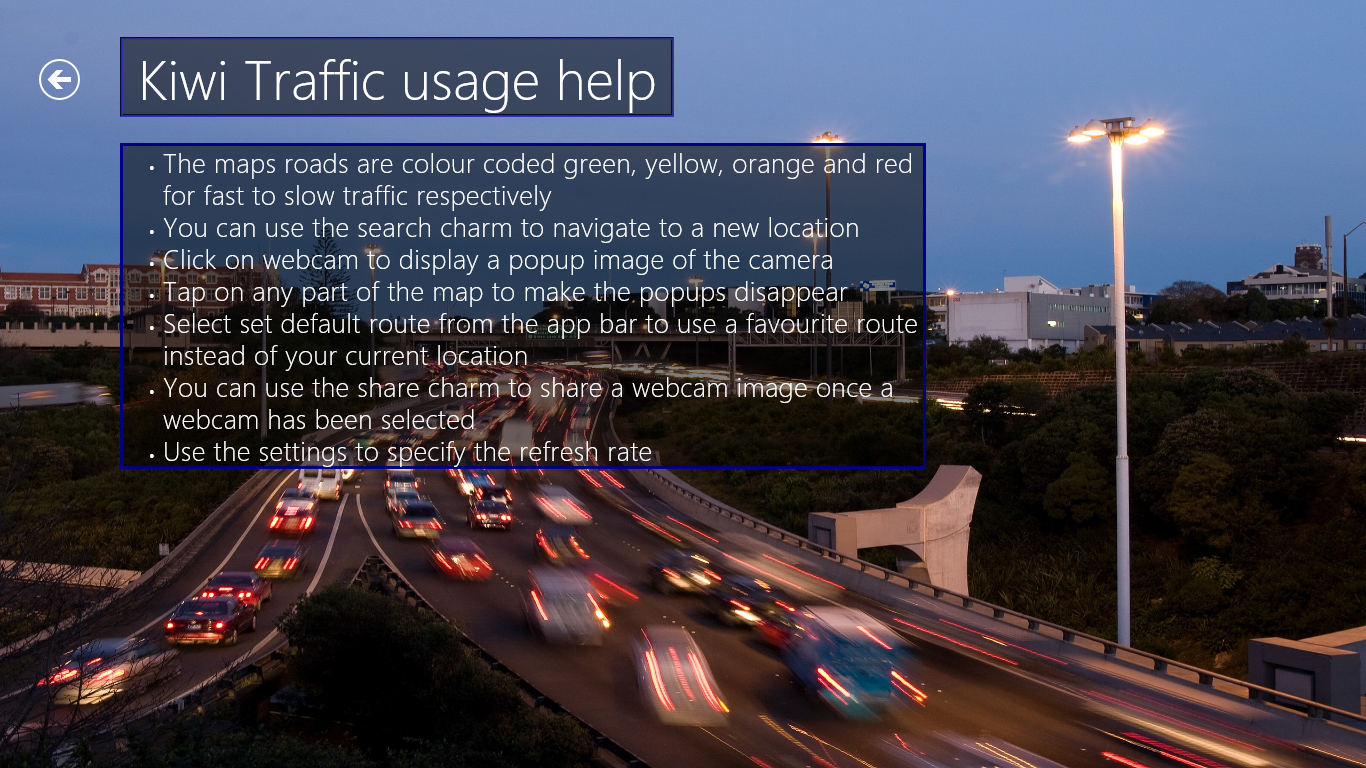 Kiwi Traffic usage help
• The maps roads are colour coded green, yellow, orange and red
for fast to slow traffic respectively
• You can use the search charm to navigate to a new location
• Click on webcam to display a popup image of the camera
• Tap on any part of the map to make the popups disappear
• Select set default route from the app bar to use a favourite route
instead of your current location
• You can use the share charm to share a webcam image once a
webcam has been selected
• Use the settings to specify the refresh rate